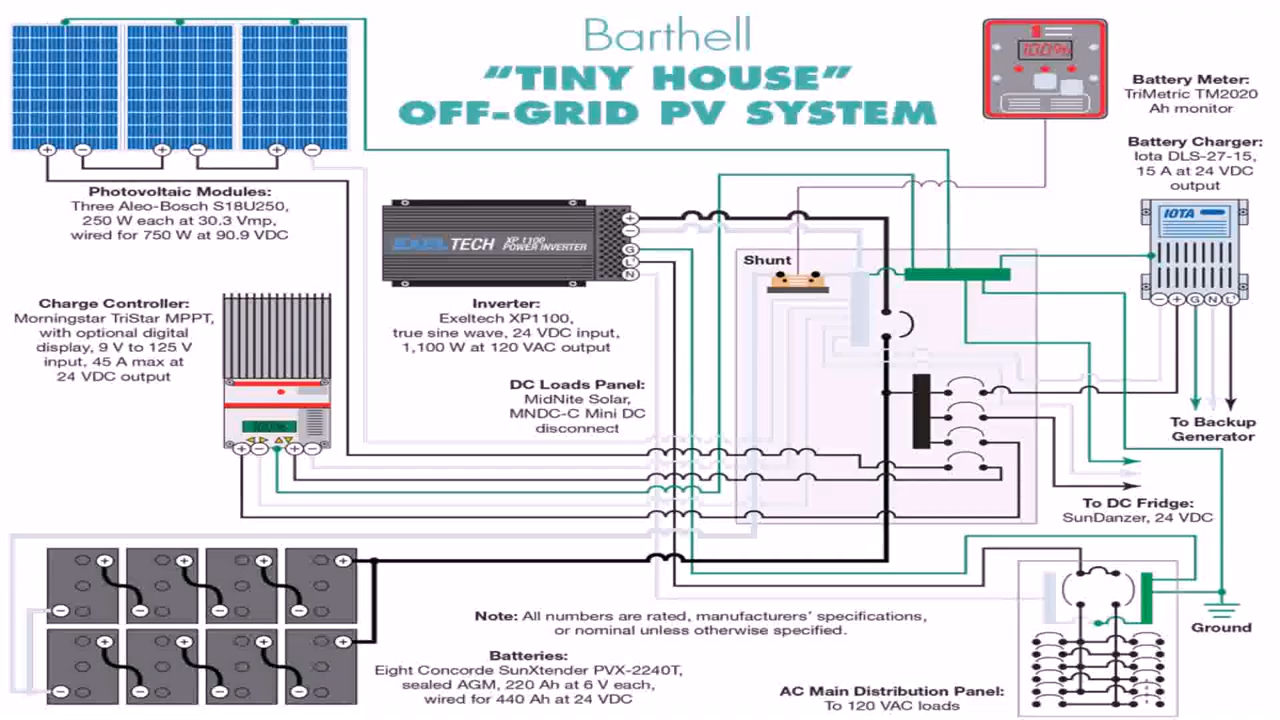 Barthell
“TINY HOUSE”
OFF-GRID PV SYSTEM
100%
Battery Meter:
TriMetric TM2020
Ah monitor
Battery Charger:
Iota DLS-27-15,
15 A at 24 VDC
output
Photovoltaic Modules:
Three Aleo-Bosch S18U250,
250 W each at 30.3 Vmp,
wired for 750 W at 90.9 VDC
EXELTECH XP 1100
POWER INVERTER
+
−
G
L¹
N
IOTA
− + G N L¹
Shunt
Charge Controller:
Morningstar TriStar MPPT,
with optional digital
display, 9 V to 125 V
input, 45 A max at
24 VDC output
Inverter:
Exeltech XP1100,
true sine wave, 24 VDC input,
1,100 W at 120 VAC output
DC Loads Panel:
MidNite Solar,
MNDC-C Mini DC
disconnect
100%
To Backup
Generator
To DC Fridge:
SunDanzer, 24 VDC
Note: All numbers are rated, manufacturers’ specifications,
or nominal unless otherwise specified.
Ground
Batteries:
Eight Concorde SunXtender PVX-2240T,
sealed AGM, 220 Ah at 6 V each,
wired for 440 Ah at 24 VDC
AC Main Distribution Panel:
To 120 VAC loads